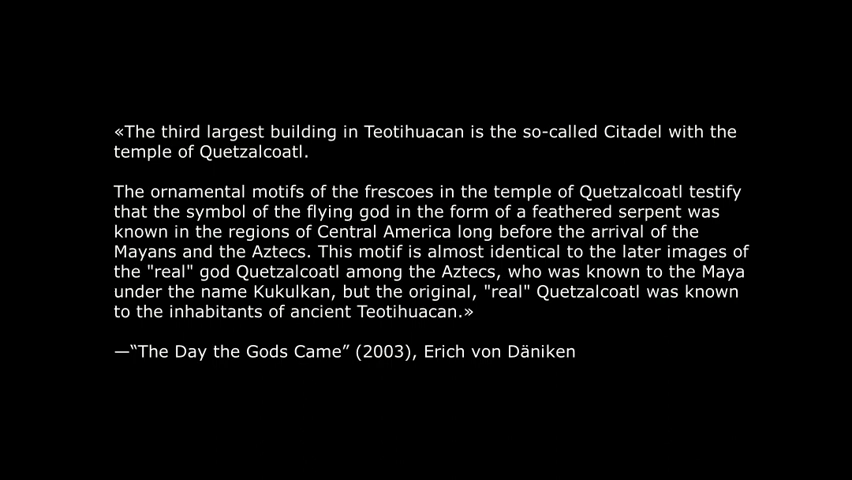 «The third largest building in Teotihuacan is the so-called Citadel with the
temple of Quetzalcoatl.
The ornamental motifs of the frescoes in the temple of Quetzalcoatl testify
that the symbol of the flying god in the form of a feathered serpent was
known in the regions of Central America long before the arrival of the
Mayans and the Aztecs. This motif is almost identical to the later images of
the "real" god Quetzalcoatl among the Aztecs, who was known to the Maya
under the name Kukulkan, but the original, "real" Quetzalcoatl was known
to the inhabitants of ancient Teotihuacan.»
—“The Day the Gods Came” (2003), Erich von Däniken